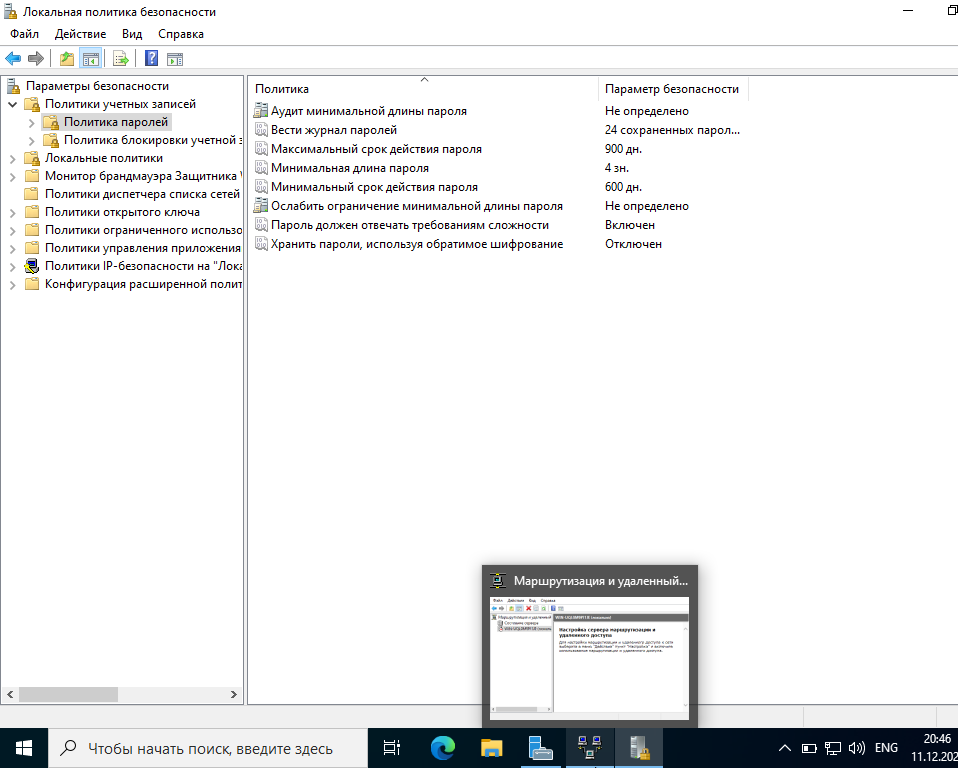 Локальная политика безопасности
Файл Действие Вид Справка
Параметры безопасности
Политики учетных записей
Политика паролей
Политика блокировки учетной з
Локальные политики
Монитор брандмауэра Защитника
Политики диспетчера списка сетей
Политики открытого ключа
Политики ограниченного использо
Политики управления приложения
Политики IP-безопасности на "Лока
Конфигурация расширенной полит
Политика Параметр безопасности
Аудит минимальной длины пароля Не определено
Вести журнал паролей 24 сохраненных парол...
Максимальный срок действия пароля 900 дн.
Минимальная длина пароля 4 зн.
Минимальный срок действия пароля 600 дн.
Ослабить ограничение минимальной длины пароля Не определено
Пароль должен отвечать требованиям сложности Включен
Хранить пароли, используя обратимое шифрование Отключен
Маршрутизация и удаленный...
Файл Действие Вид Справка
Маршрутизация и удаленный
Состояние сервера
Настройка сервера маршрутизации и
удаленного доступа
Чтобы начать поиск, введите здесь
ENG
20:46
11.12.202